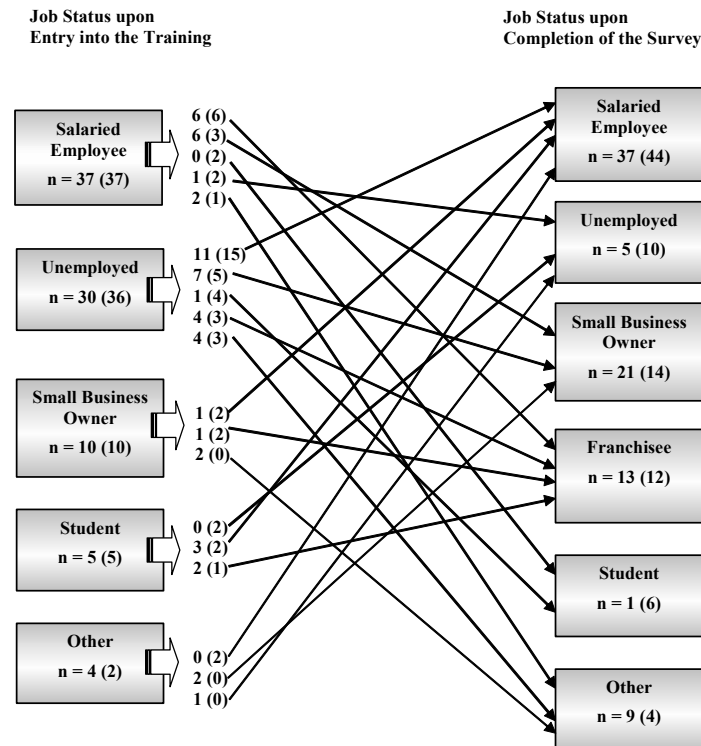 Job Status upon
Entry into the Training
Job Status upon
Completion of the Survey
Salaried
Employee
n = 37 (37)
6 (6)
6 (3)
0 (2)
1 (2)
2 (1)
Unemployed
n = 30 (36)
11 (15)
7 (5)
1 (4)
4 (3)
4 (3)
Small Business
Owner
n = 10 (10)
1 (2)
1 (2)
2 (0)
Student
n = 5 (5)
0 (2)
3 (2)
2 (1)
Other
n = 4 (2)
0 (2)
2 (0)
1 (0)
Salaried
Employee
n = 37 (44)
Unemployed
n = 5 (10)
Small Business
Owner
n = 21 (14)
Franchisee
n = 13 (12)
Student
n = 1 (6)
Other
n = 9 (4)